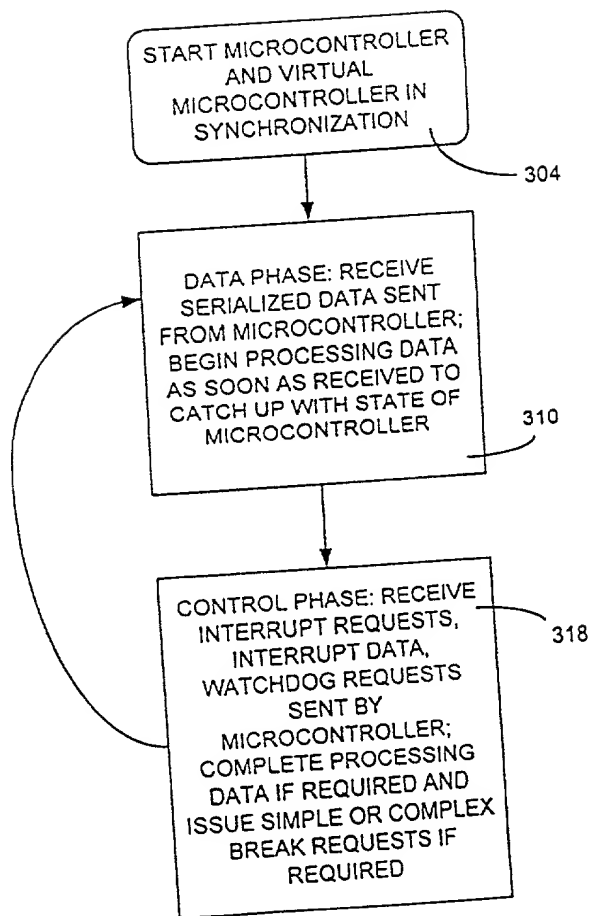 START MICROCONTROLLER
AND VIRTUAL
MICROCONTROLLER IN
SYNCHRONIZATION
304
DATA PHASE: RECEIVE
SERIALIZED DATA SENT
FROM MICROCONTROLLER;
BEGIN PROCESSING DATA
AS SOON AS RECEIVED TO
CATCH UP WITH STATE OF
MICROCONTROLLER
310
CONTROL PHASE: RECEIVE
INTERRUPT REQUESTS,
INTERRUPT DATA,
WATCHDOG REQUESTS
SENT BY
MICROCONTROLLER;
COMPLETE PROCESSING
DATA IF REQUIRED AND
ISSUE SIMPLE OR COMPLEX
BREAK REQUESTS IF
REQUIRED
318